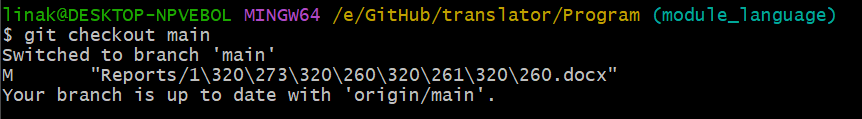 linak@DESKTOP-NPVEBOL MINGW64 /e/GitHub/translator/Program (module_language)
$ git checkout main
Switched to branch 'main'
M       "Reports/1\320\273\320\260\320\261\320\260.docx"
Your branch is up to date with 'origin/main'.